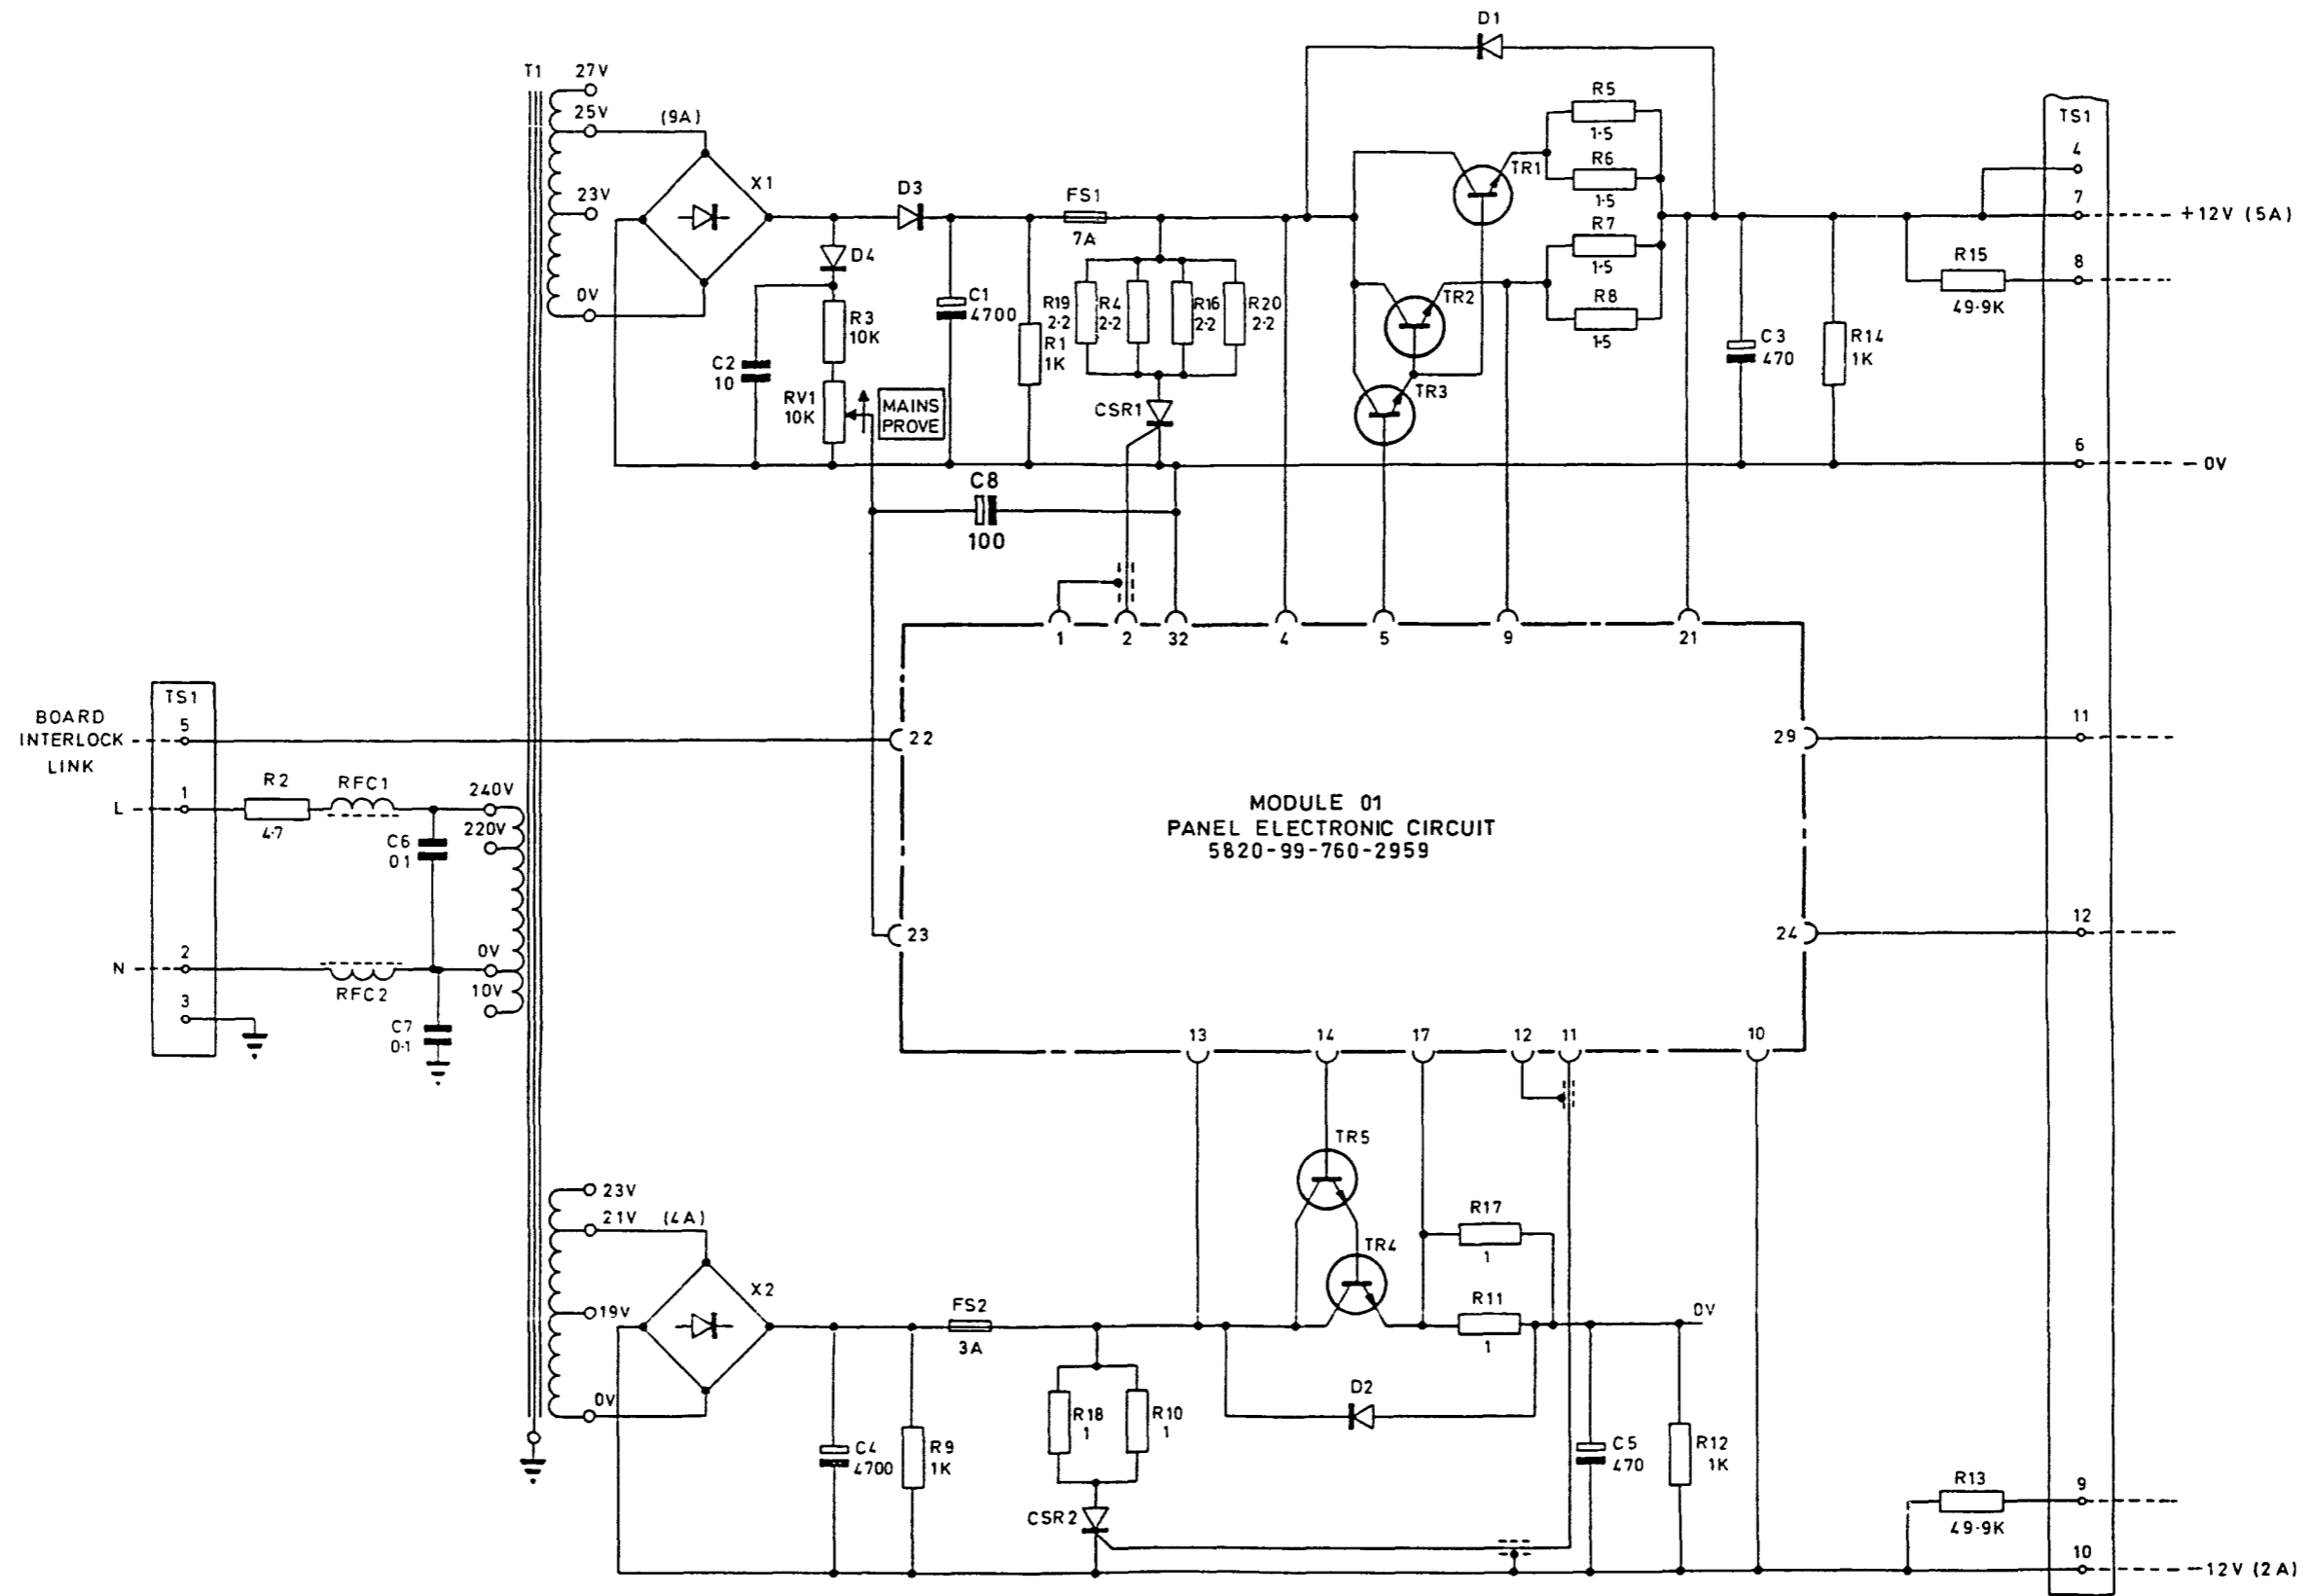 D1
T1
27V
25V
(9A)
23V
0V
X1
D3
D4
C2
10
R3
10K
RV1
10K
MAINS
PROVE
C1
4700
R1
1K
FS1
7A
R19
2·2
R4
2·2
R16
2·2
R20
2·2
CSR1
C8
100
TR1
TR2
TR3
R5
1·5
R6
1·5
R7
1·5
R8
1·5
C3
470
R14
1K
R15
49·9K
TS1
4
7
+12V (5A)
8
6
-0V
1
2
32
4
5
9
21
BOARD
INTERLOCK
LINK
TS1
5
L
1
N
2
3
R2
4·7
RFC1
RFC2
C6
01
C7
0·1
240V
220V
0V
10V
22
23
MODULE 01
PANEL ELECTRONIC CIRCUIT
5820-99-760-2959
29
24
11
12
13
14
17
12
11
10
23V
21V
(4A)
19V
0V
X2
FS2
3A
C4
4700
R9
1K
R18
1
R10
1
CSR2
TR5
TR4
R17
1
R11
1
D2
0V
C5
470
R12
1K
R13
49·9K
9
10
-12V (2A)